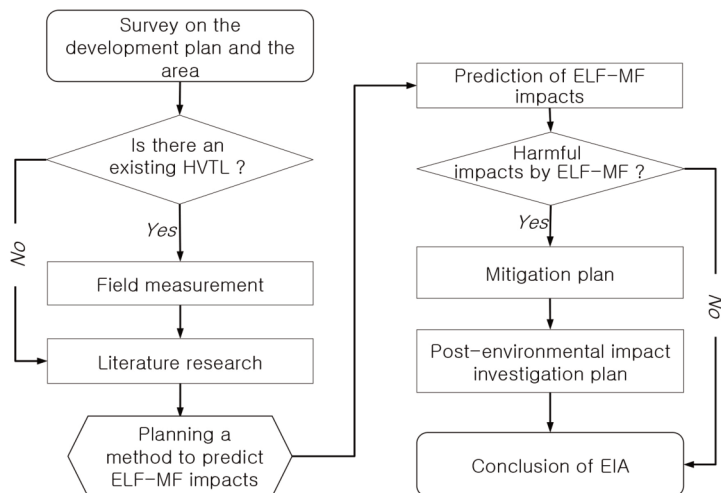 Survey on the
development plan and the
area
Is there an
existing HVTL ?
Yes
No
Field measurement
Literature research
Planning a
method to predict
ELF-MF impacts
Prediction of ELF-MF
impacts
Harmful
impacts by ELF-MF ?
Yes
No
Mitigation plan
Post-environmental impact
investigation plan
Conclusion of EIA